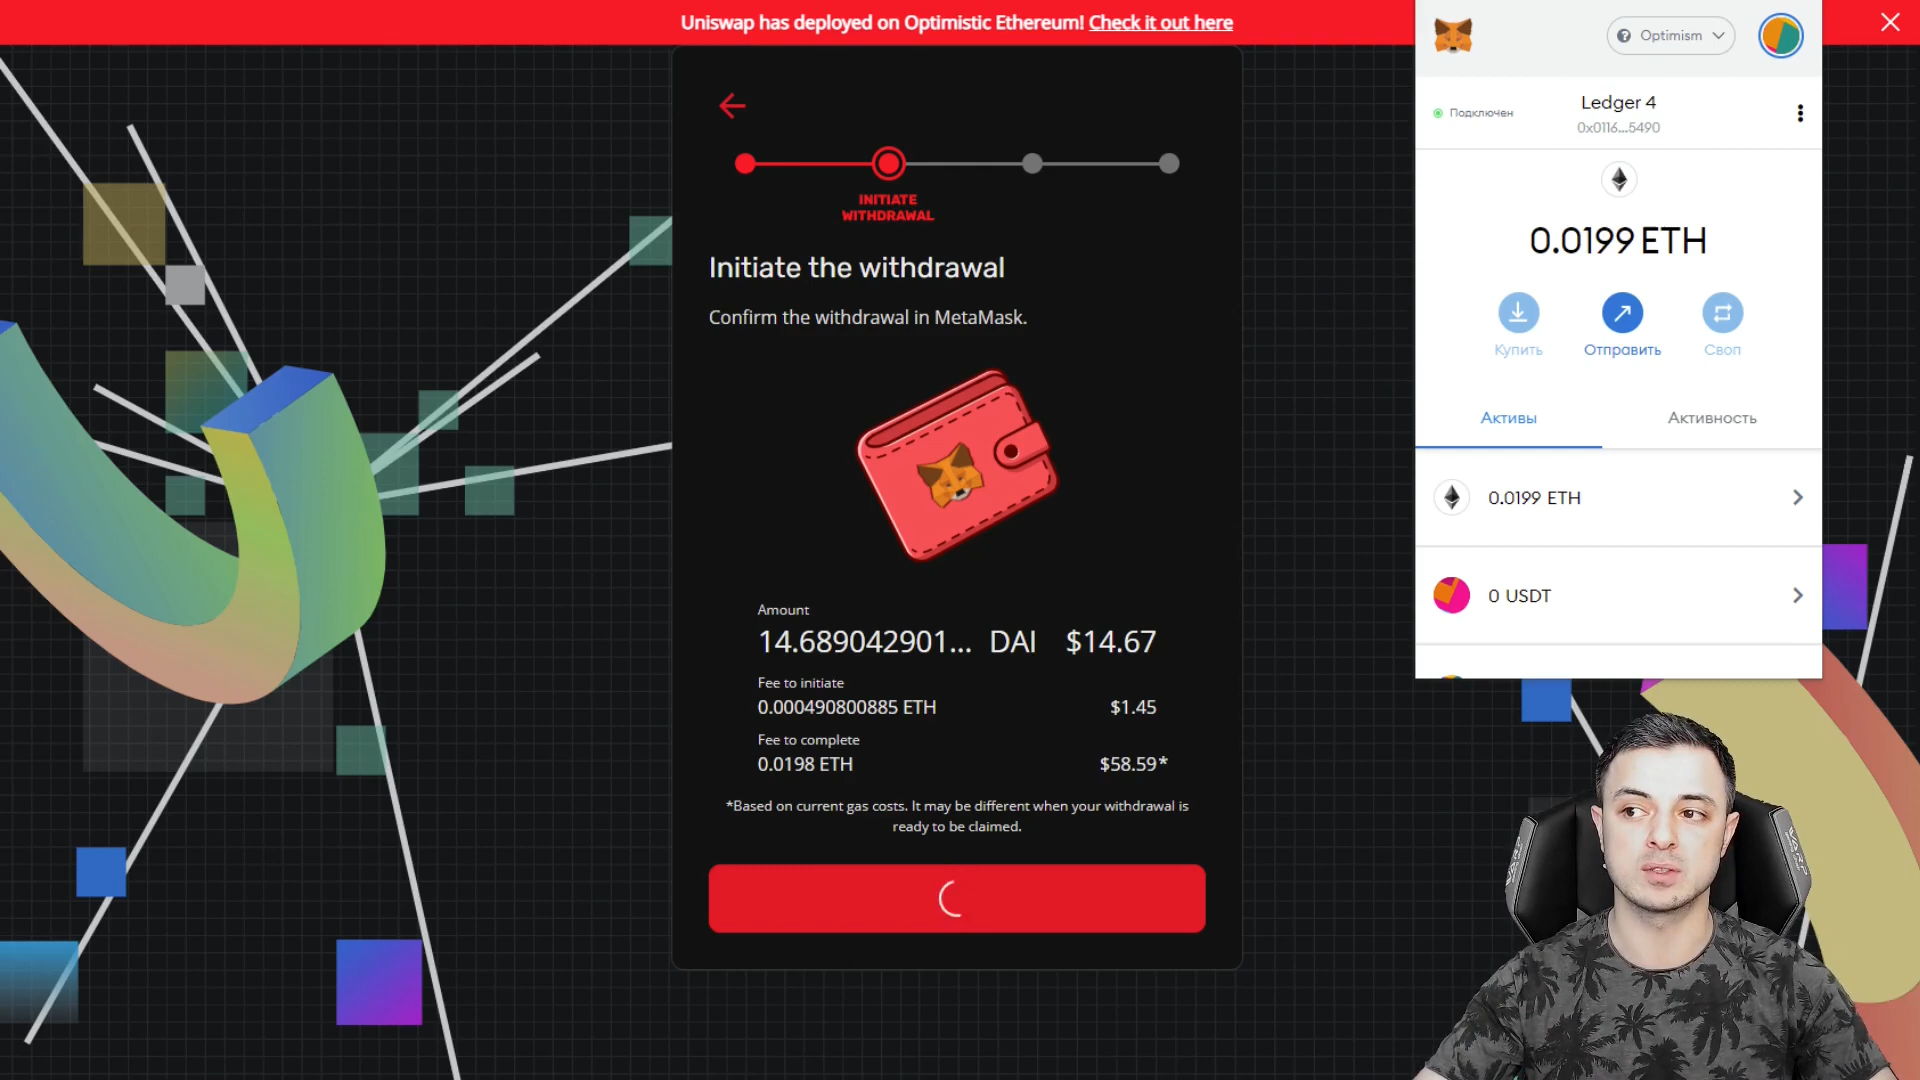 Uniswap has deployed on Optimistic Ethereum! Check it out here
INITIATE
WITHDRAWAL
Initiate the withdrawal
Confirm the withdrawal in MetaMask.
Amount
14.689042901... DAI $14.67
Fee to initiate
0.000490800885 ETH $1.45
Fee to complete
0.0198 ETH $58.59*
*Based on current gas costs. It may be different when your withdrawal is
ready to be claimed.
Optimism
Подключен
Ledger 4
0x0116...5490
0.0199 ETH
Купить
Отправить
Своп
Активы
Активность
0.0199 ETH
0 USDT